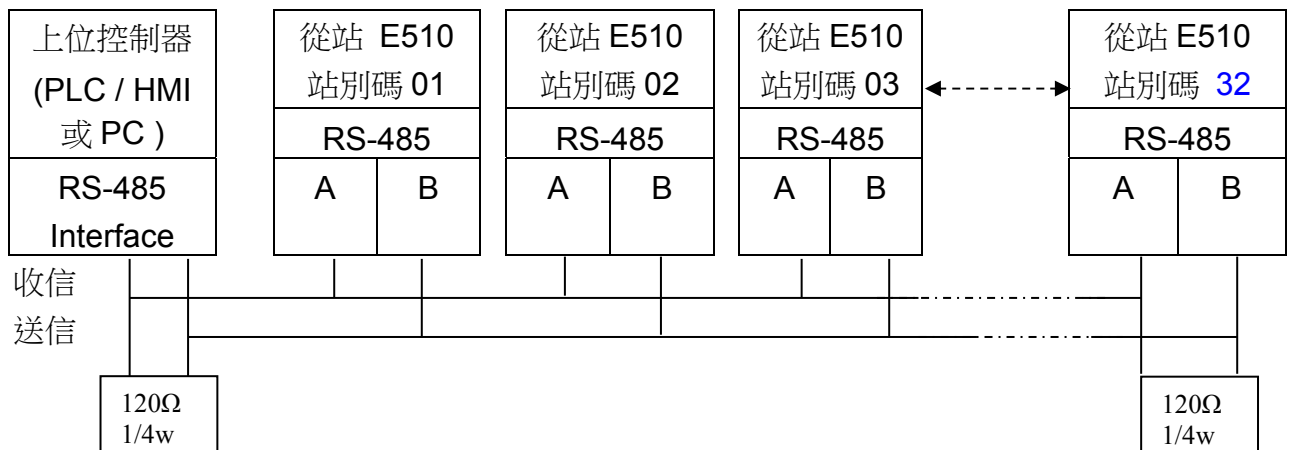 上位控制器
(PLC / HMI
或 PC )
RS-485
Interface
從站 E510
站別碼 01
RS-485
A B
從站 E510
站別碼 02
RS-485
A B
從站 E510
站別碼 03
RS-485
A B
從站 E510
站別碼 32
RS-485
A B
收信
送信
120Ω
1/4w
120Ω
1/4w